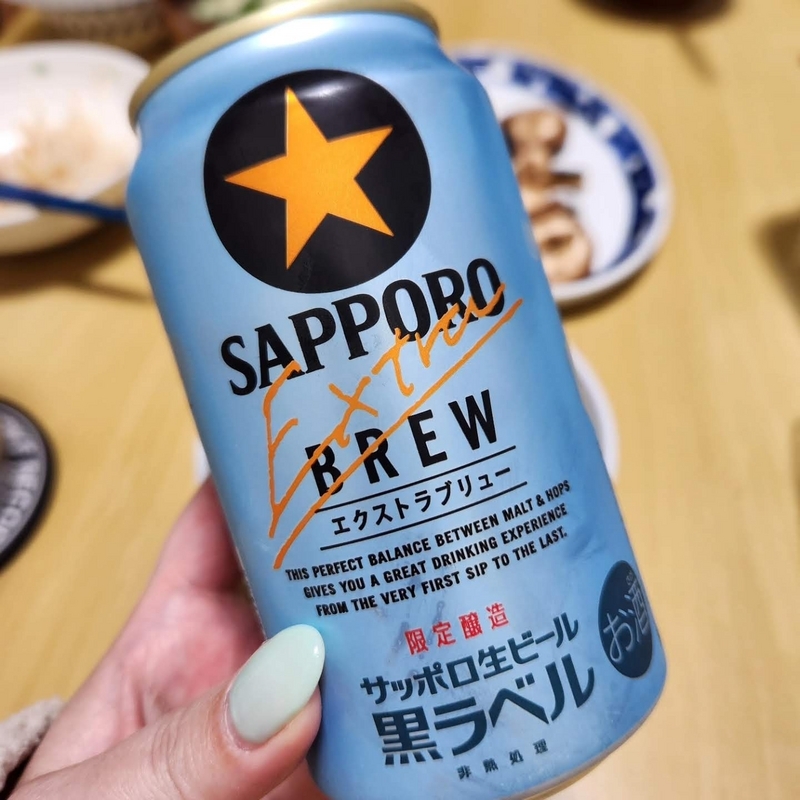 SAPPORO
Extra
BREW
エクストラブリュー
THIS PERFECT BALANCE BETWEEN MALT & HOPS
GIVES YOU A GREAT DRINKING EXPERIENCE
FROM THE VERY FIRST SIP TO THE LAST.
限定醸造
サッポロ生ビール
黒ラベル
お酒
非熱処理